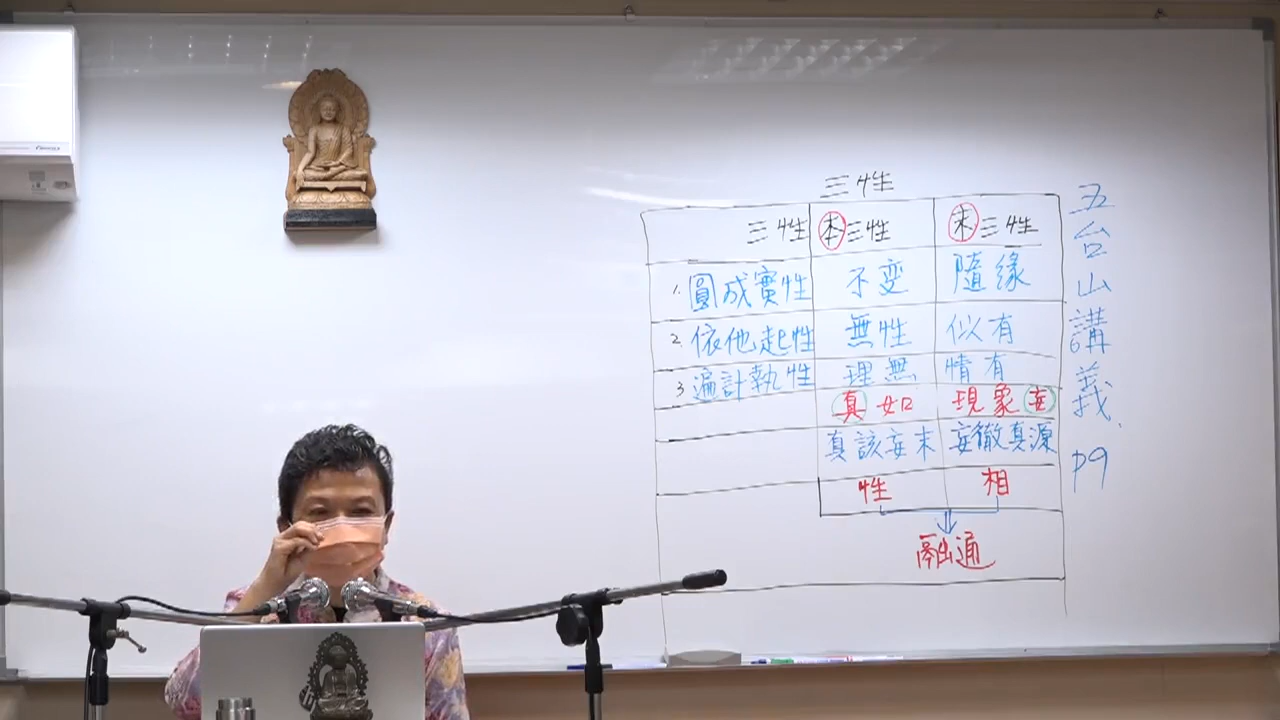 三性
三性 本三性 末三性
1. 圓成實性 不变 隨緣
2. 依他起性 無性 似有
3 遍計執性 理無 情有
真如 現象妄
真該妄末 妄徹真源
性 相
融通
五台山講義 P9